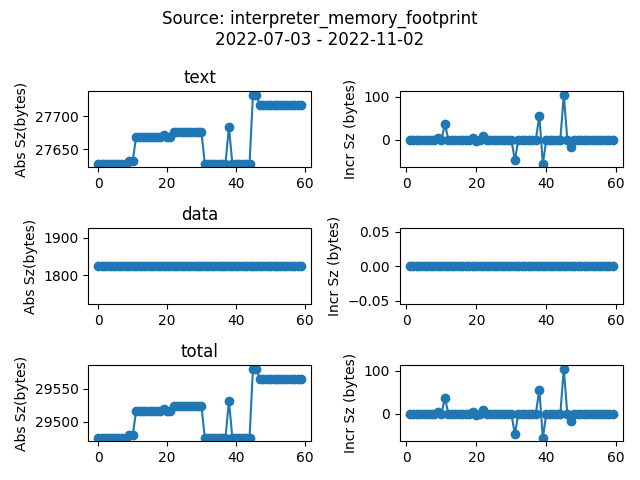 Source: interpreter_memory_footprint
2022-07-03 - 2022-11-02
text
Abs Sz(bytes)
27700
27650
0 20 40 60
Incr Sz (bytes)
100
0
0 20 40 60
data
Abs Sz(bytes)
1900
1800
0 20 40 60
Incr Sz (bytes)
0.05
0.00
−0.05
0 20 40 60
total
Abs Sz(bytes)
29550
29500
0 20 40 60
Incr Sz (bytes)
100
0
0 20 40 60